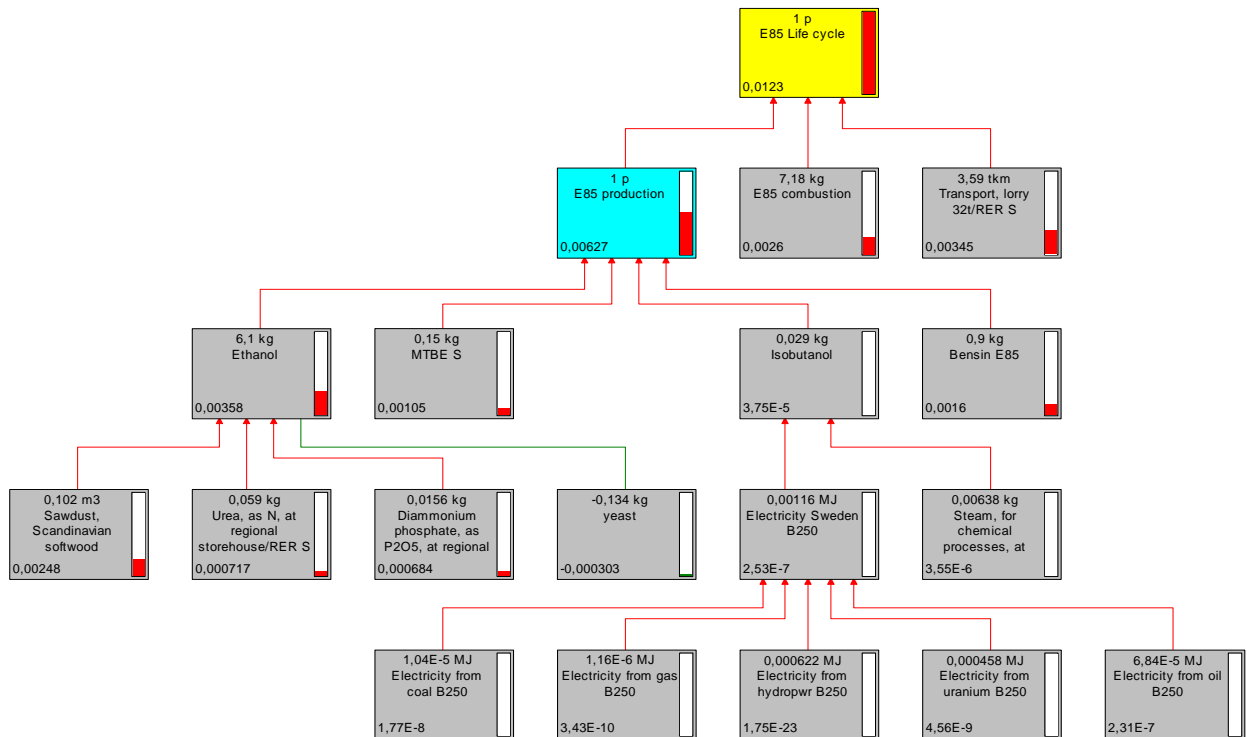 1 p
E85 Life cycle
0,0123
1 p
E85 production
0,00627
7,18 kg
E85 combustion
0,0026
3,59 tkm
Transport, lorry
32t/RER S
0,00345
6,1 kg
Ethanol
0,00358
0,15 kg
MTBE S
0,00105
0,029 kg
Isobutanol
3,75E-5
0,9 kg
Bensin E85
0,0016
0,102 m3
Sawdust,
Scandinavian
softwood
0,00248
0,059 kg
Urea, as N, at
regional
storehouse/RER S
0,000717
0,0156 kg
Diammonium
phosphate, as
P2O5, at regional
0,000684
-0,134 kg
yeast
-0,000303
0,00116 MJ
Electricity Sweden
B250
2,53E-7
0,00638 kg
Steam, for
chemical
processes, at
3,55E-6
1,04E-5 MJ
Electricity from
coal B250
1,77E-8
1,16E-6 MJ
Electricity from gas
B250
3,43E-10
0,000622 MJ
Electricity from
hydropwr B250
1,75E-23
0,000458 MJ
Electricity from
uranium B250
4,56E-9
6,84E-5 MJ
Electricity from oil
B250
2,31E-7